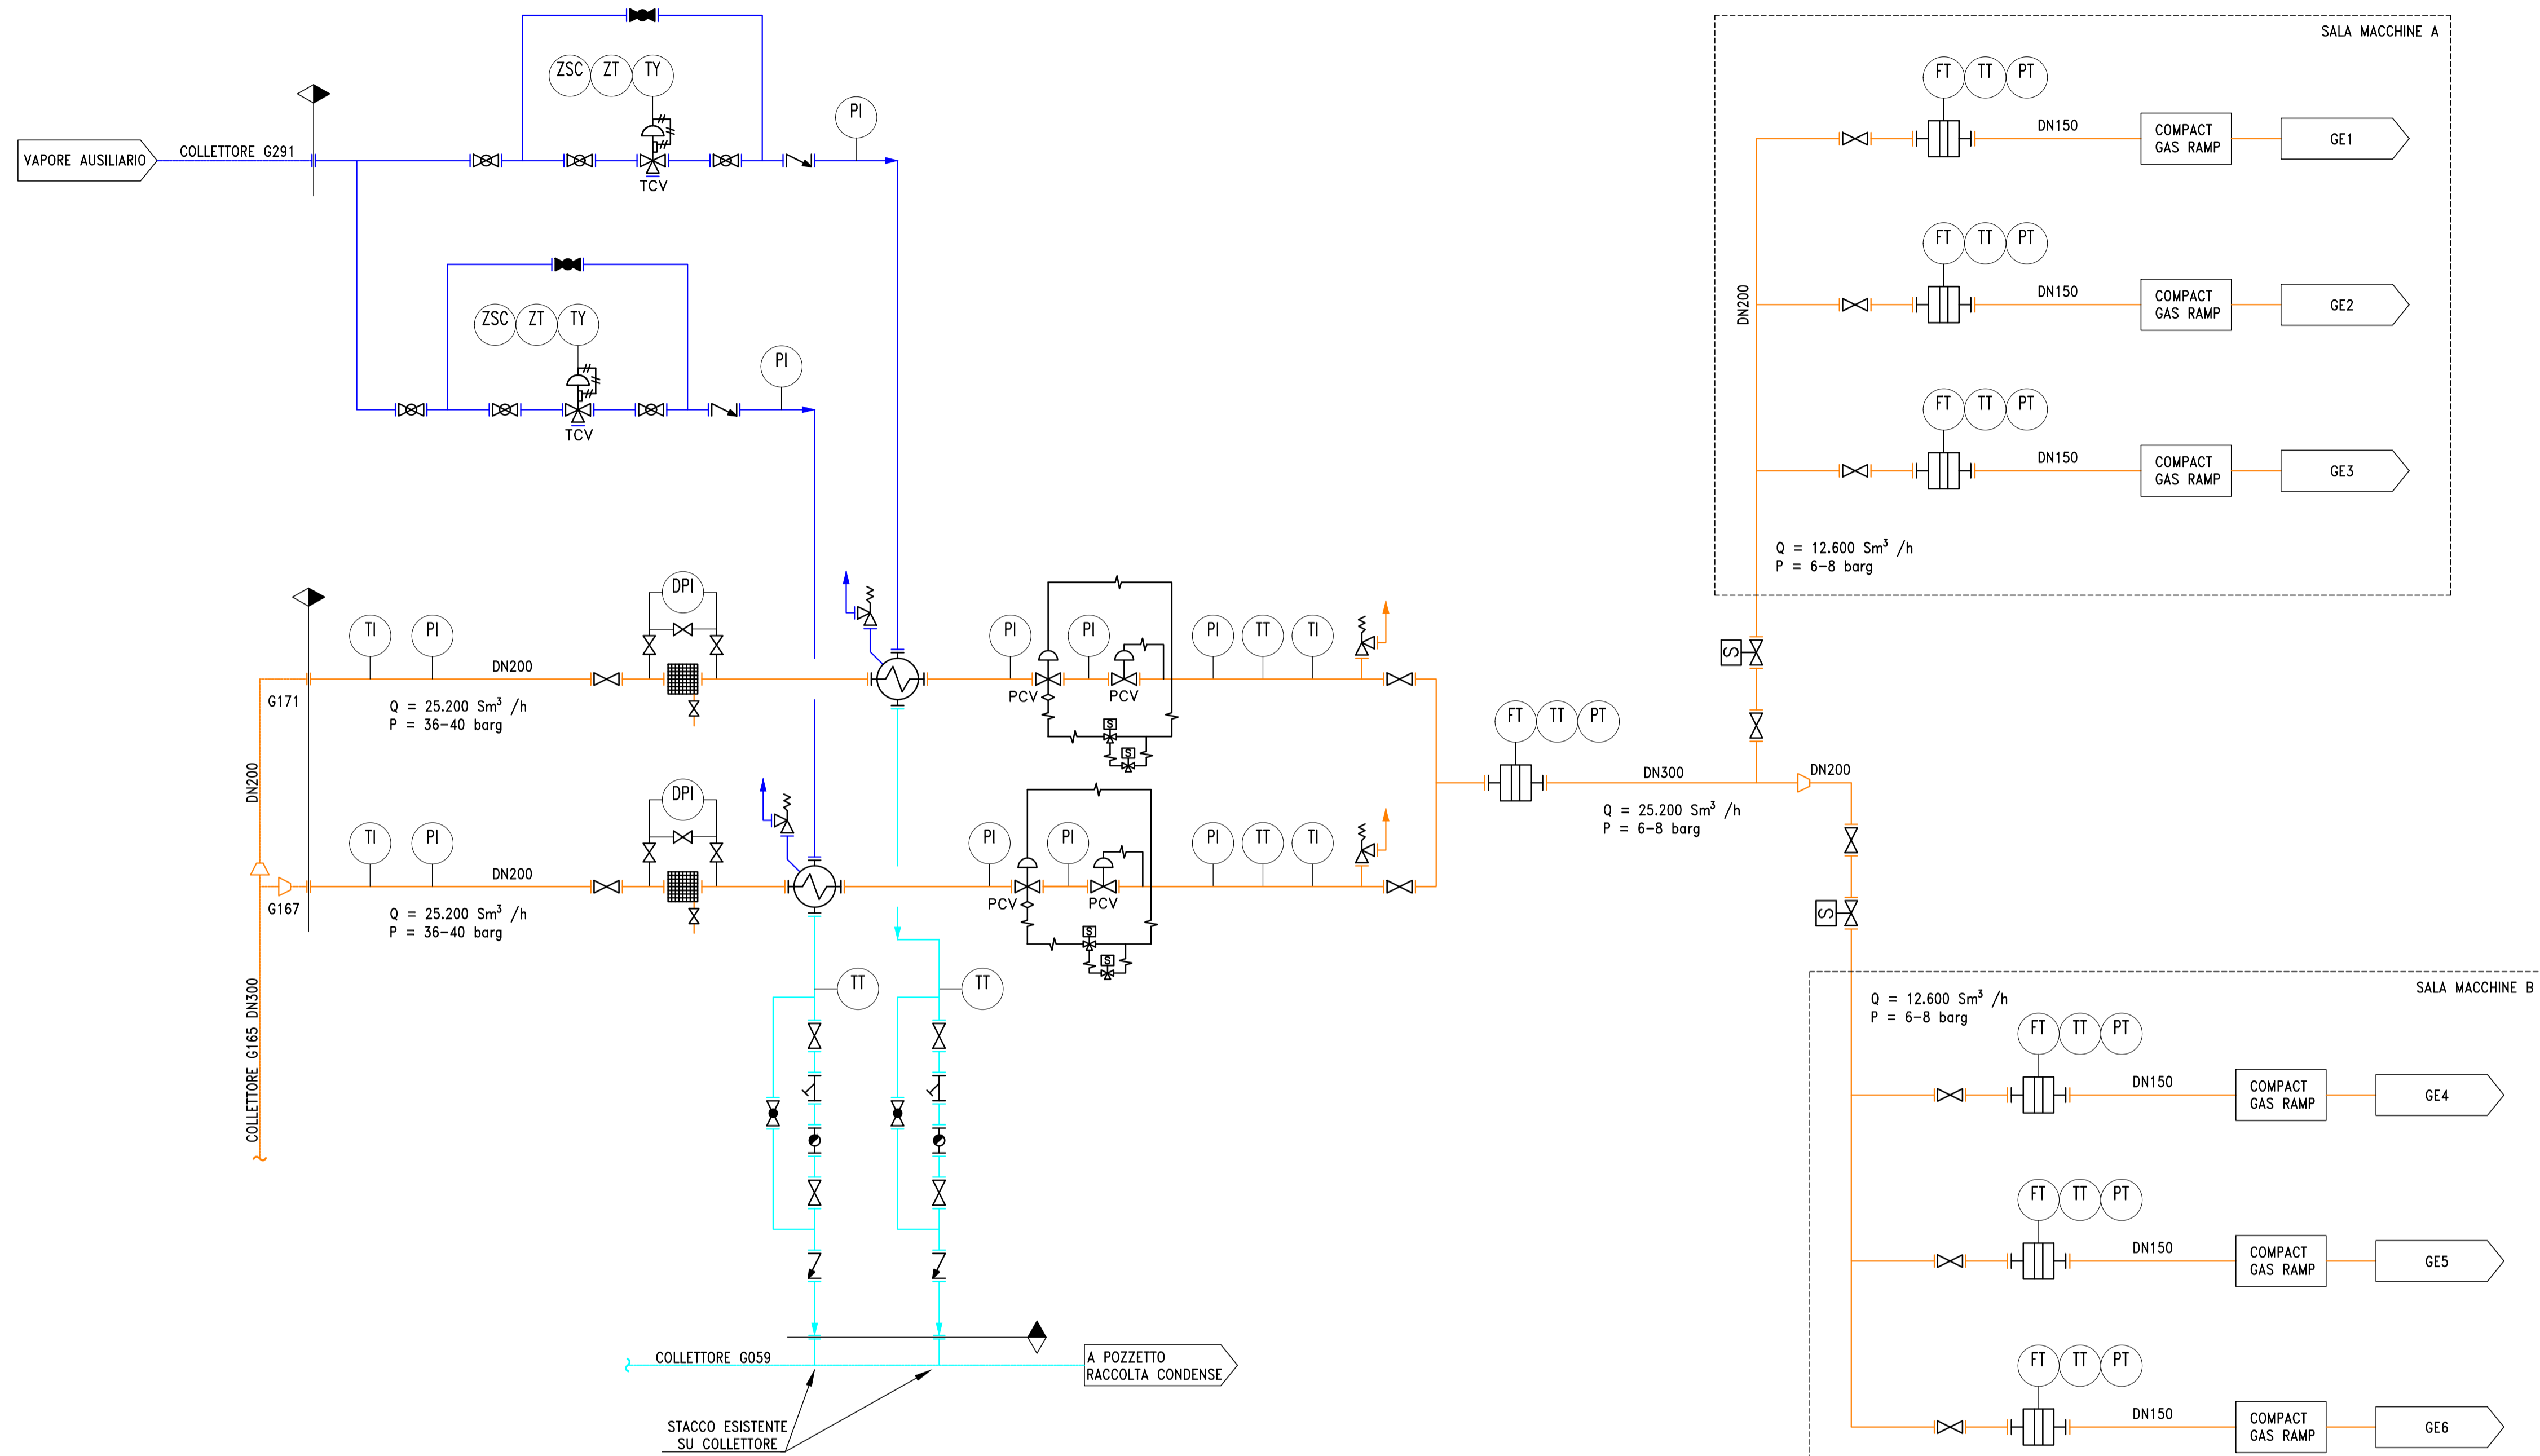 SALA MACCHINE A
ZSC ZT TY
FT TT PT
PI
DN150
COMPACT
GAS RAMP
GE1
VAPORE AUSILIARIO
COLLETTORE G291
TCV
FT TT PT
DN200
DN150
COMPACT
GAS RAMP
GE2
ZSC ZT TY
PI
TCV
FT TT PT
DN150
COMPACT
GAS RAMP
GE3
Q = 12.600 Sm³ /h
P = 6-8 barg
TI
PI
DPI
DN200
G171
Q = 25.200 Sm³ /h
P = 36-40 barg
PI
PI
PCV
PCV
S
S
PI
TT
TI
S
FT TT PT
DN300
Q = 25.200 Sm³ /h
P = 6-8 barg
DN200
DN200
TI
PI
DPI
DN200
G167
Q = 25.200 Sm³ /h
P = 36-40 barg
PI
PI
PCV
PCV
S
S
PI
TT
TI
S
COLLETTORE G165 DN300
TT
TT
SALA MACCHINE B
Q = 12.600 Sm³ /h
P = 6-8 barg
FT TT PT
DN150
COMPACT
GAS RAMP
GE4
FT TT PT
DN150
COMPACT
GAS RAMP
GE5
FT TT PT
DN150
COMPACT
GAS RAMP
GE6
COLLETTORE G059
A POZZETTO
RACCOLTA CONDENSE
STACCO ESISTENTE
SU COLLETTORE